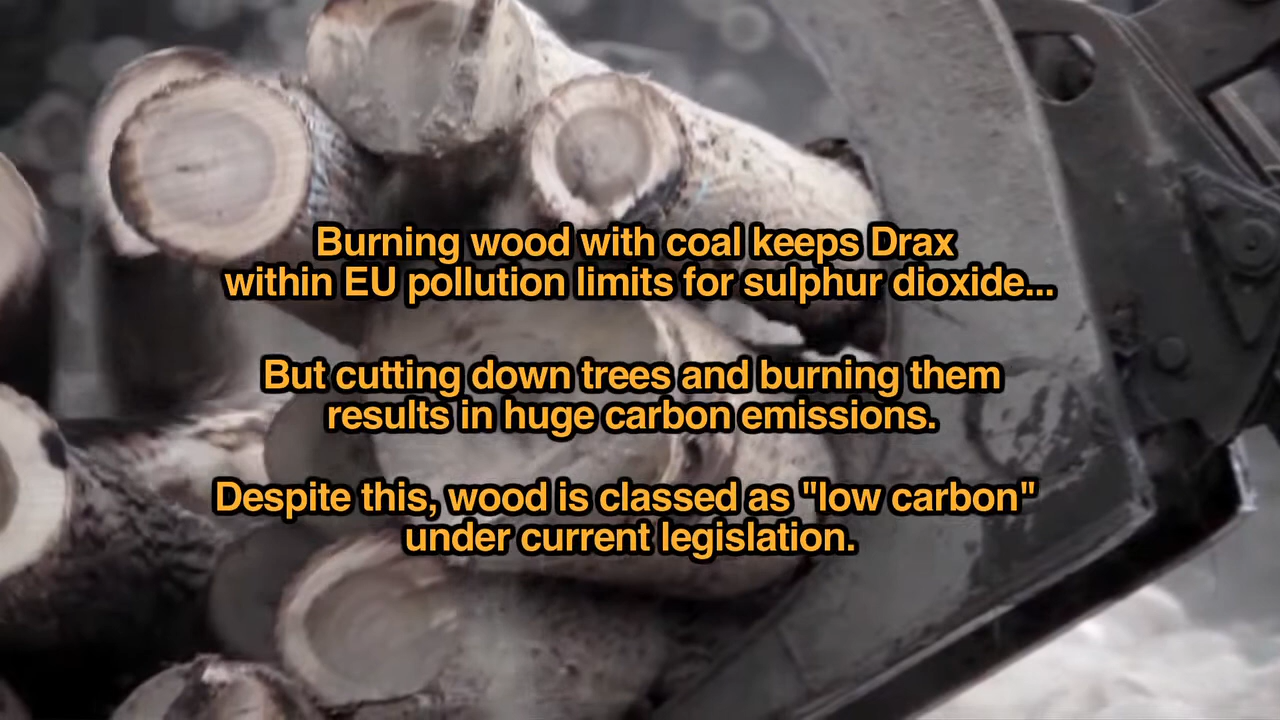 Burning wood with coal keeps Drax
within EU pollution limits for sulphur dioxide...
But cutting down trees and burning them
results in huge carbon emissions.
Despite this, wood is classed as "low carbon"
under current legislation.